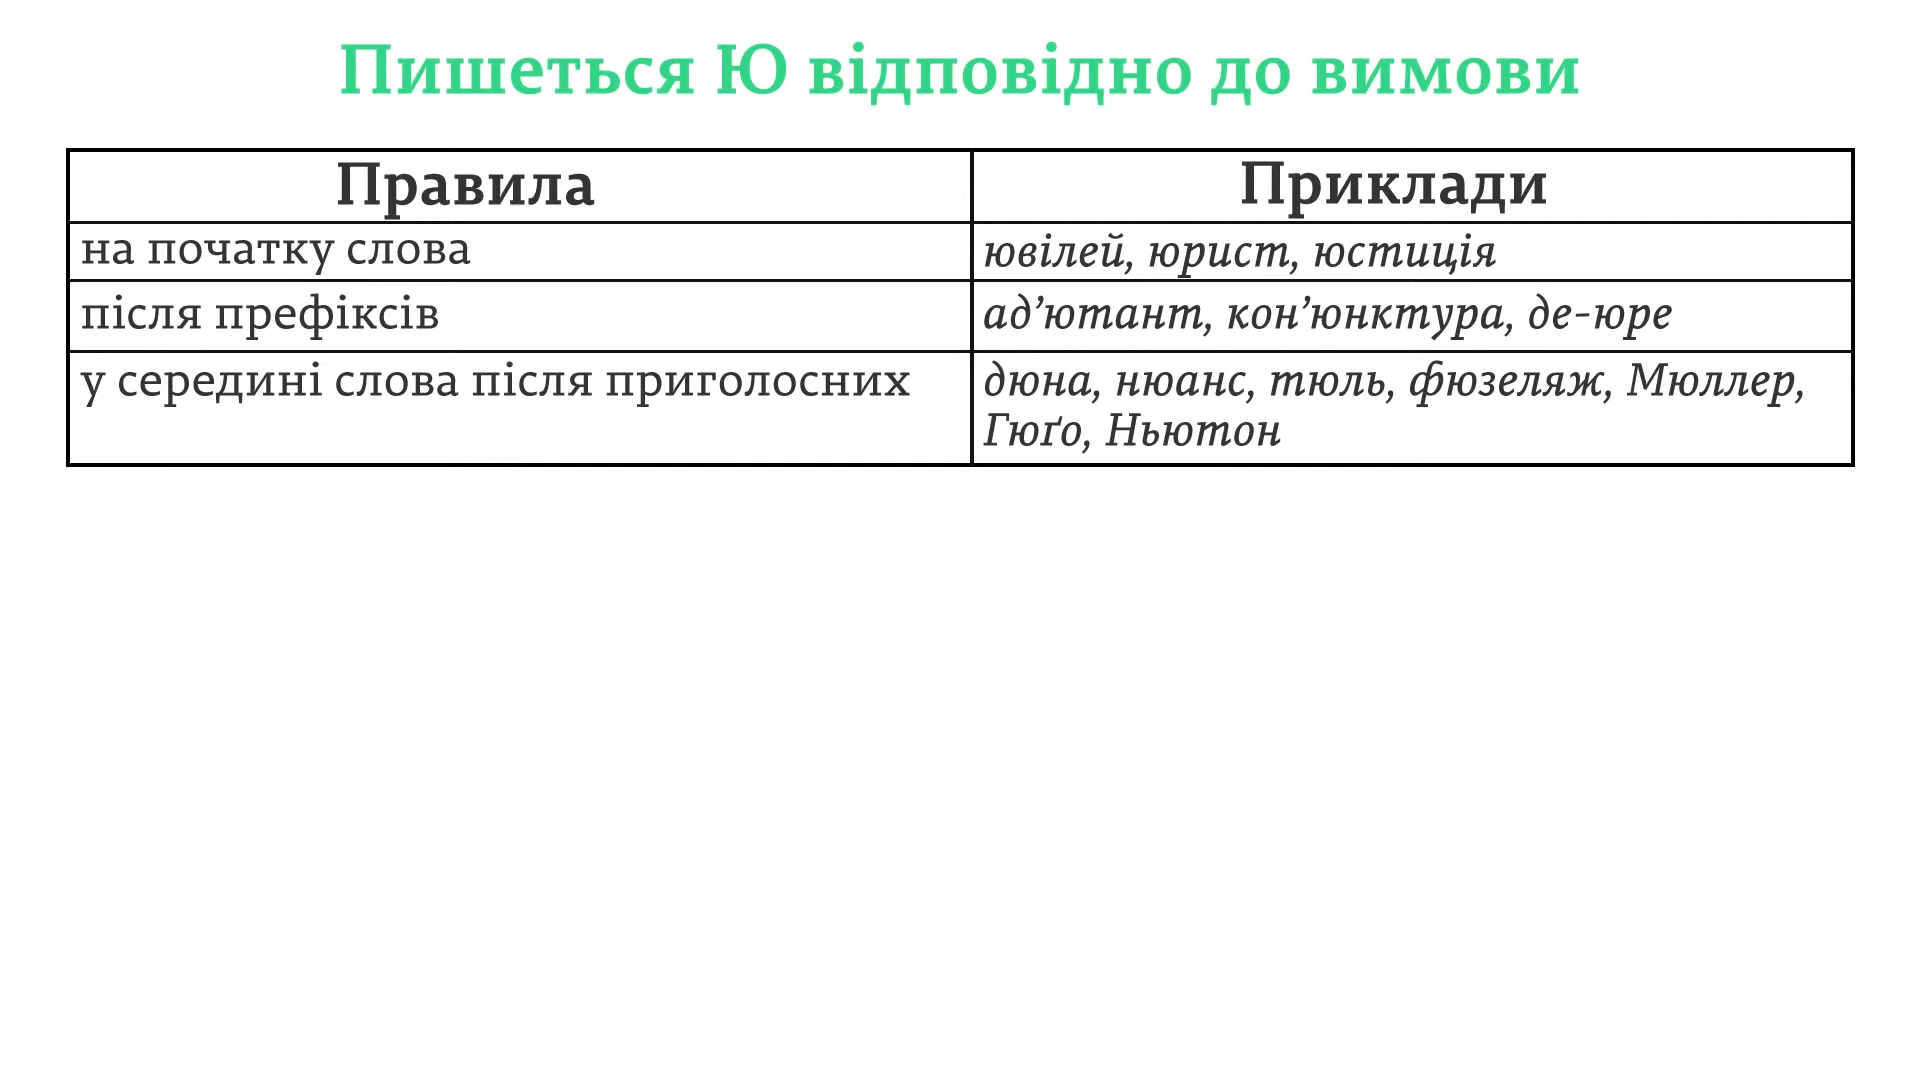 Пишеться Ю відповідно до вимови
Правила
Приклади
на початку слова
ювілей, юрист, юстиція
після префіксів
ад’ютант, кон’юнктура, де-юре
у середині слова після приголосних
дюна, нюанс, тюль, фюзеляж, Мюллер,
Гюґо, Ньютон